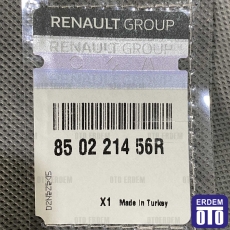 RENAULT GROUP
RENAULT GROUP
85 02 214 56R
X1 Made in Turkey
ERDEM
OTO